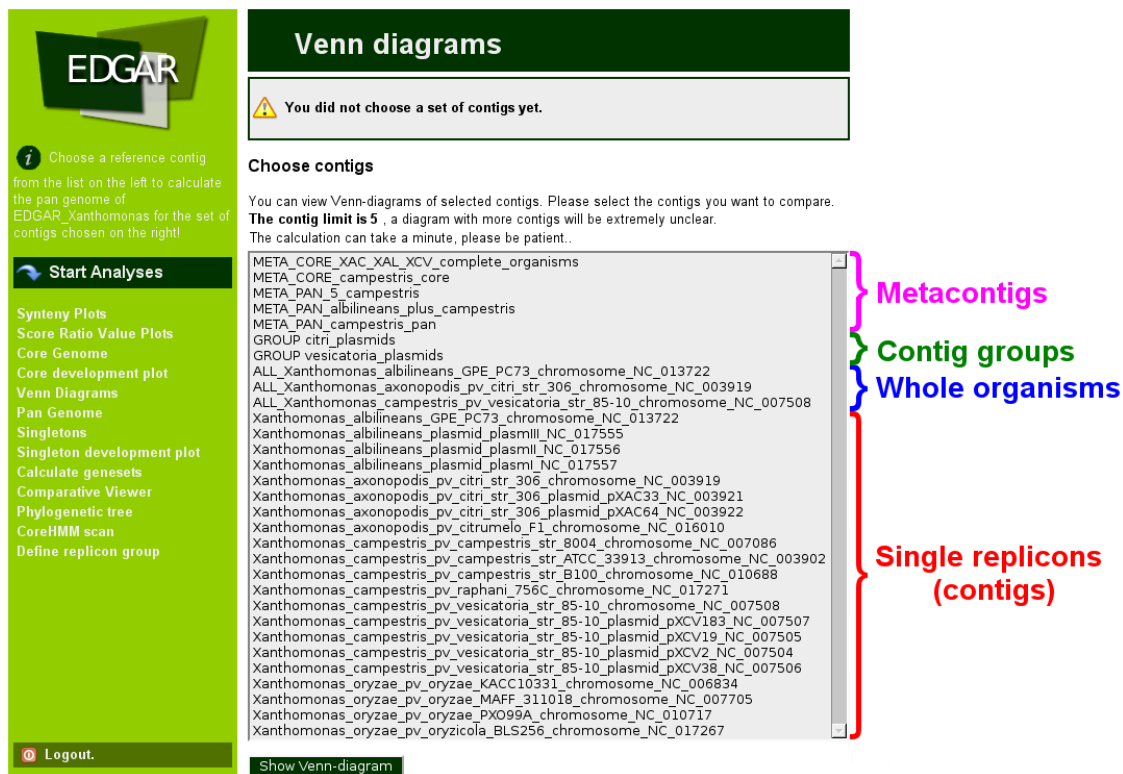 EDGAR
Choose a reference contig
from the list on the left to calculate
the pan genome of
EDGAR_Xanthomonas for the set of
contigs chosen on the right!
Start Analyses
Synteny Plots
Score Ratio Value Plots
Core Genome
Core development plot
Venn Diagrams
Pan Genome
Singletons
Singleton development plot
Calculate genesets
Comparative Viewer
Phylogenetic tree
CoreHMM scan
Define replicon group
Logout.
Venn diagrams
You did not choose a set of contigs yet.
Choose contigs
You can view Venn-diagrams of selected contigs. Please select the contigs you want to compare.
The contig limit is 5 , a diagram with more contigs will be extremely unclear.
The calculation can take a minute, please be patient..
META_CORE_XAC_XAL_XCV_complete_organisms
META_CORE_campestris_core
META_PAN_5_campestris
META_PAN_albilineans_plus_campestris
META_PAN_campestris_pan
GROUP citri_plasmids
GROUP vesicatoria_plasmids
ALL_Xanthomonas_albilineans_GPE_PC73_chromosome_NC_013722
ALL_Xanthomonas_axonopodis_pv_citri_str_306_chromosome_NC_003919
ALL_Xanthomonas_campestris_pv_vesicatoria_str_85-10_chromosome_NC_007508
Xanthomonas_albilineans_GPE_PC73_chromosome_NC_013722
Xanthomonas_albilineans_plasmid_plasmIII_NC_017555
Xanthomonas_albilineans_plasmid_plasmII_NC_017556
Xanthomonas_albilineans_plasmid_plasmI_NC_017557
Xanthomonas_axonopodis_pv_citri_str_306_chromosome_NC_003919
Xanthomonas_axonopodis_pv_citri_str_306_plasmid_pXAC33_NC_003921
Xanthomonas_axonopodis_pv_citri_str_306_plasmid_pXAC64_NC_003922
Xanthomonas_axonopodis_pv_citrumelo_F1_chromosome_NC_016010
Xanthomonas_campestris_pv_campestris_str_8004_chromosome_NC_007086
Xanthomonas_campestris_pv_campestris_str_ATCC_33913_chromosome_NC_003902
Xanthomonas_campestris_pv_campestris_str_B100_chromosome_NC_010688
Xanthomonas_campestris_pv_raphani_756C_chromosome_NC_017271
Xanthomonas_campestris_pv_vesicatoria_str_85-10_chromosome_NC_007508
Xanthomonas_campestris_pv_vesicatoria_str_85-10_plasmid_pXCV183_NC_007507
Xanthomonas_campestris_pv_vesicatoria_str_85-10_plasmid_pXCV19_NC_007505
Xanthomonas_campestris_pv_vesicatoria_str_85-10_plasmid_pXCV2_NC_007504
Xanthomonas_campestris_pv_vesicatoria_str_85-10_plasmid_pXCV38_NC_007506
Xanthomonas_oryzae_pv_oryzae_KACC10331_chromosome_NC_006834
Xanthomonas_oryzae_pv_oryzae_MAFF_311018_chromosome_NC_007705
Xanthomonas_oryzae_pv_oryzae_PXO99A_chromosome_NC_010717
Xanthomonas_oryzae_pv_oryzicola_BLS256_chromosome_NC_017267
Show Venn-diagram
Metacontigs
Contig groups
Whole organisms
Single replicons
(contigs)